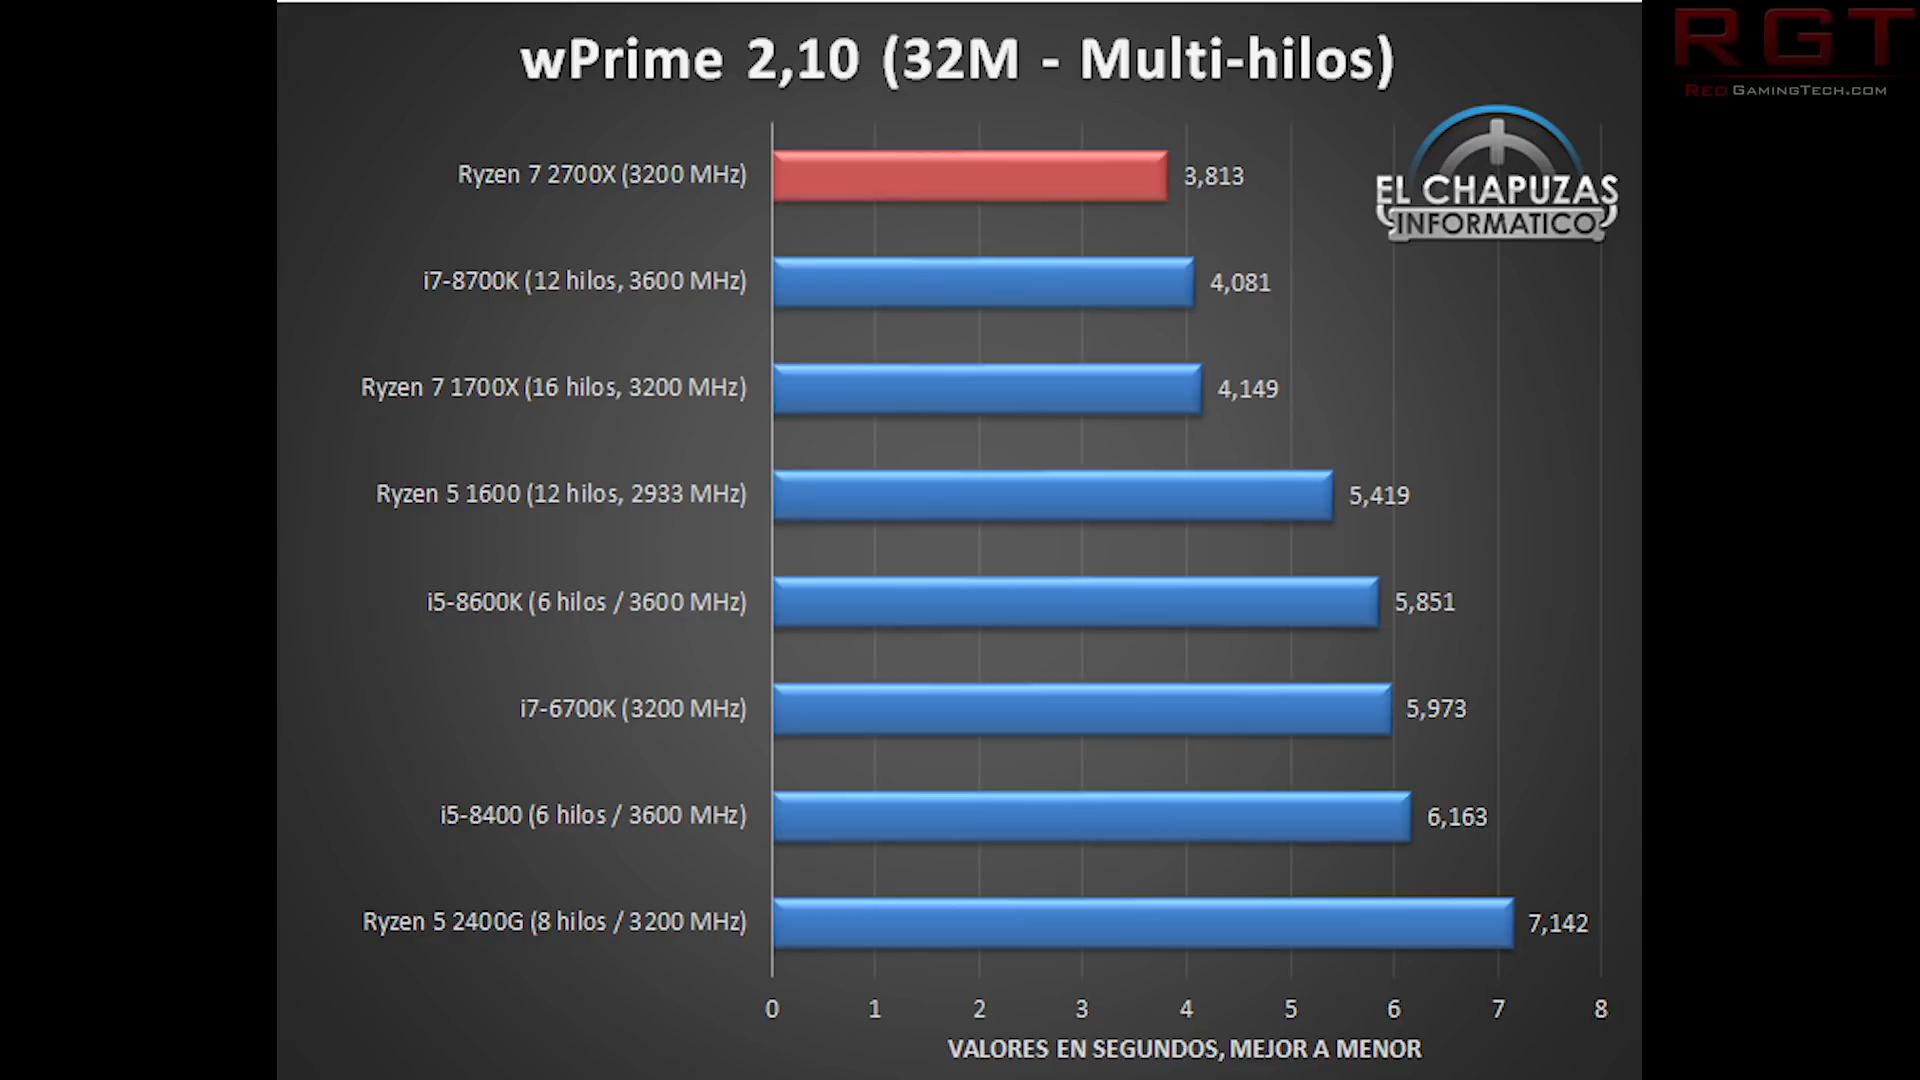 wPrime 2,10 (32M - Multi-hilos)
RGT
RED GAMINGTECH.COM
EL CHAPUZAS
INFORMATICO
Ryzen 7 2700X (3200 MHz)
3,813
i7-8700K (12 hilos, 3600 MHz)
4,081
Ryzen 7 1700X (16 hilos, 3200 MHz)
4,149
Ryzen 5 1600 (12 hilos, 2933 MHz)
5,419
i5-8600K (6 hilos / 3600 MHz)
5,851
i7-6700K (3200 MHz)
5,973
i5-8400 (6 hilos / 3600 MHz)
6,163
Ryzen 5 2400G (8 hilos / 3200 MHz)
7,142
0 1 2 3 4 5 6 7 8
VALORES EN SEGUNDOS, MEJOR A MENOR